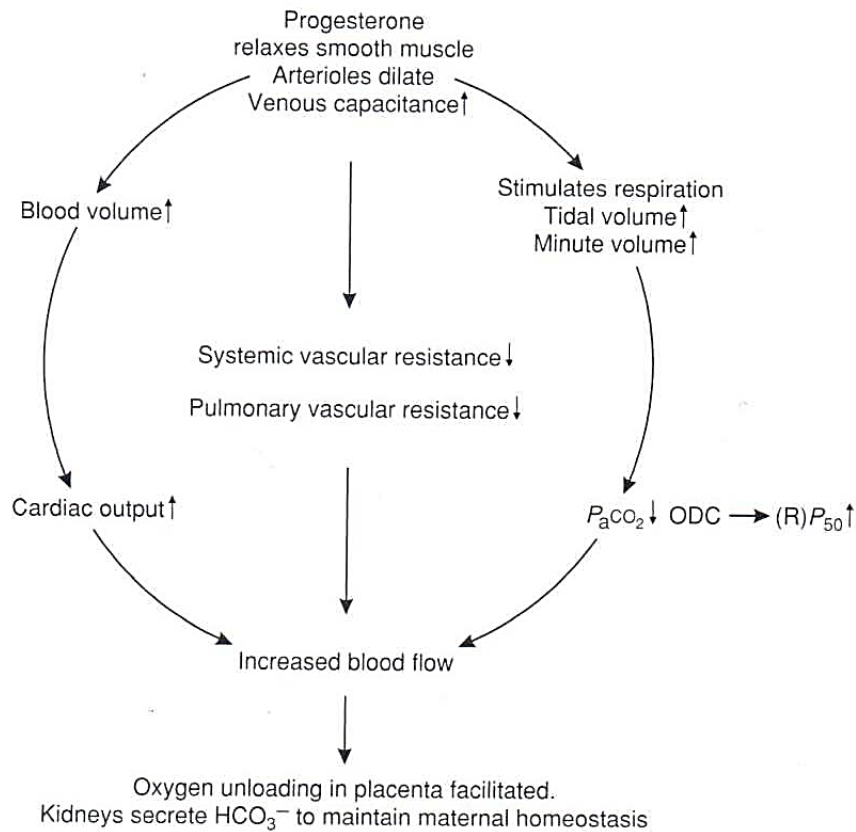 Progesterone
relaxes smooth muscle
Arterioles dilate
Venous capacitance↑
Blood volume↑
Stimulates respiration
Tidal volume↑
Minute volume↑
Systemic vascular resistance↓
Pulmonary vascular resistance↓
Cardiac output↑
PaCO₂↓ ODC → (R)P₅₀↑
Increased blood flow
Oxygen unloading in placenta facilitated.
Kidneys secrete HCO₃⁻ to maintain maternal homeostasis